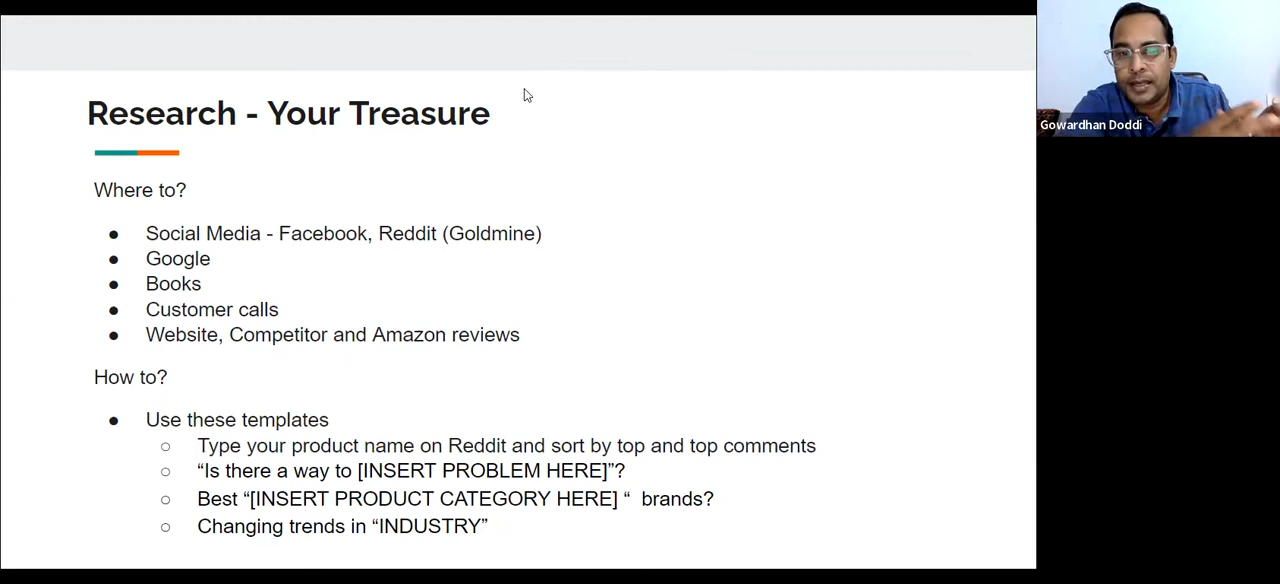 Research - Your Treasure
Where to?
● Social Media - Facebook, Reddit (Goldmine)
● Google
● Books
● Customer calls
● Website, Competitor and Amazon reviews
How to?
● Use these templates
○ Type your product name on Reddit and sort by top and top comments
○ “Is there a way to [INSERT PROBLEM HERE]”?
○ Best “[INSERT PRODUCT CATEGORY HERE] “ brands?
○ Changing trends in “INDUSTRY”
Gowardhan Doddi